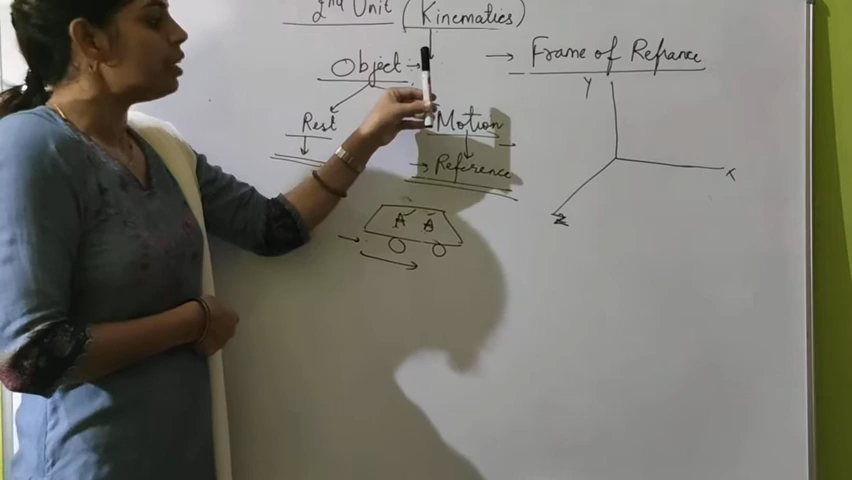 2nd Unit (Kinematics)
Object → → Frame of Refrance
Rest Motion →
→ Reference
Y
X
Z
A A